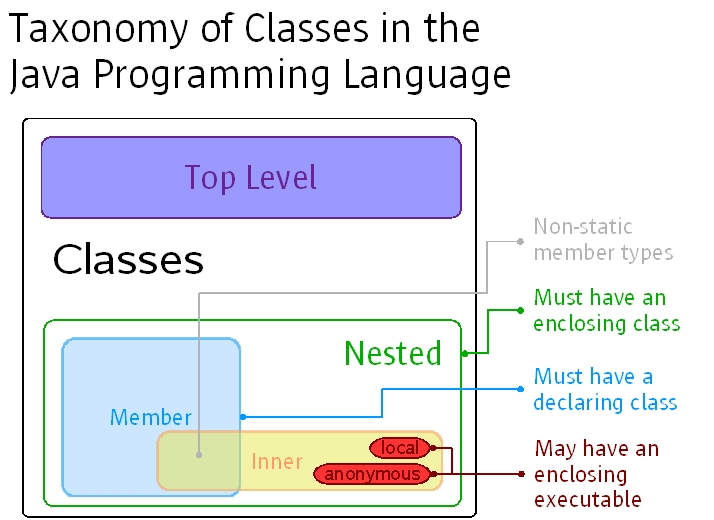 Taxonomy of Classes in the
Java Programming Language
Top Level
Classes
Non-static
member types
Must have an
enclosing class
Nested
Must have a
declaring class
Member
Inner
local
anonymous
May have an
enclosing
executable